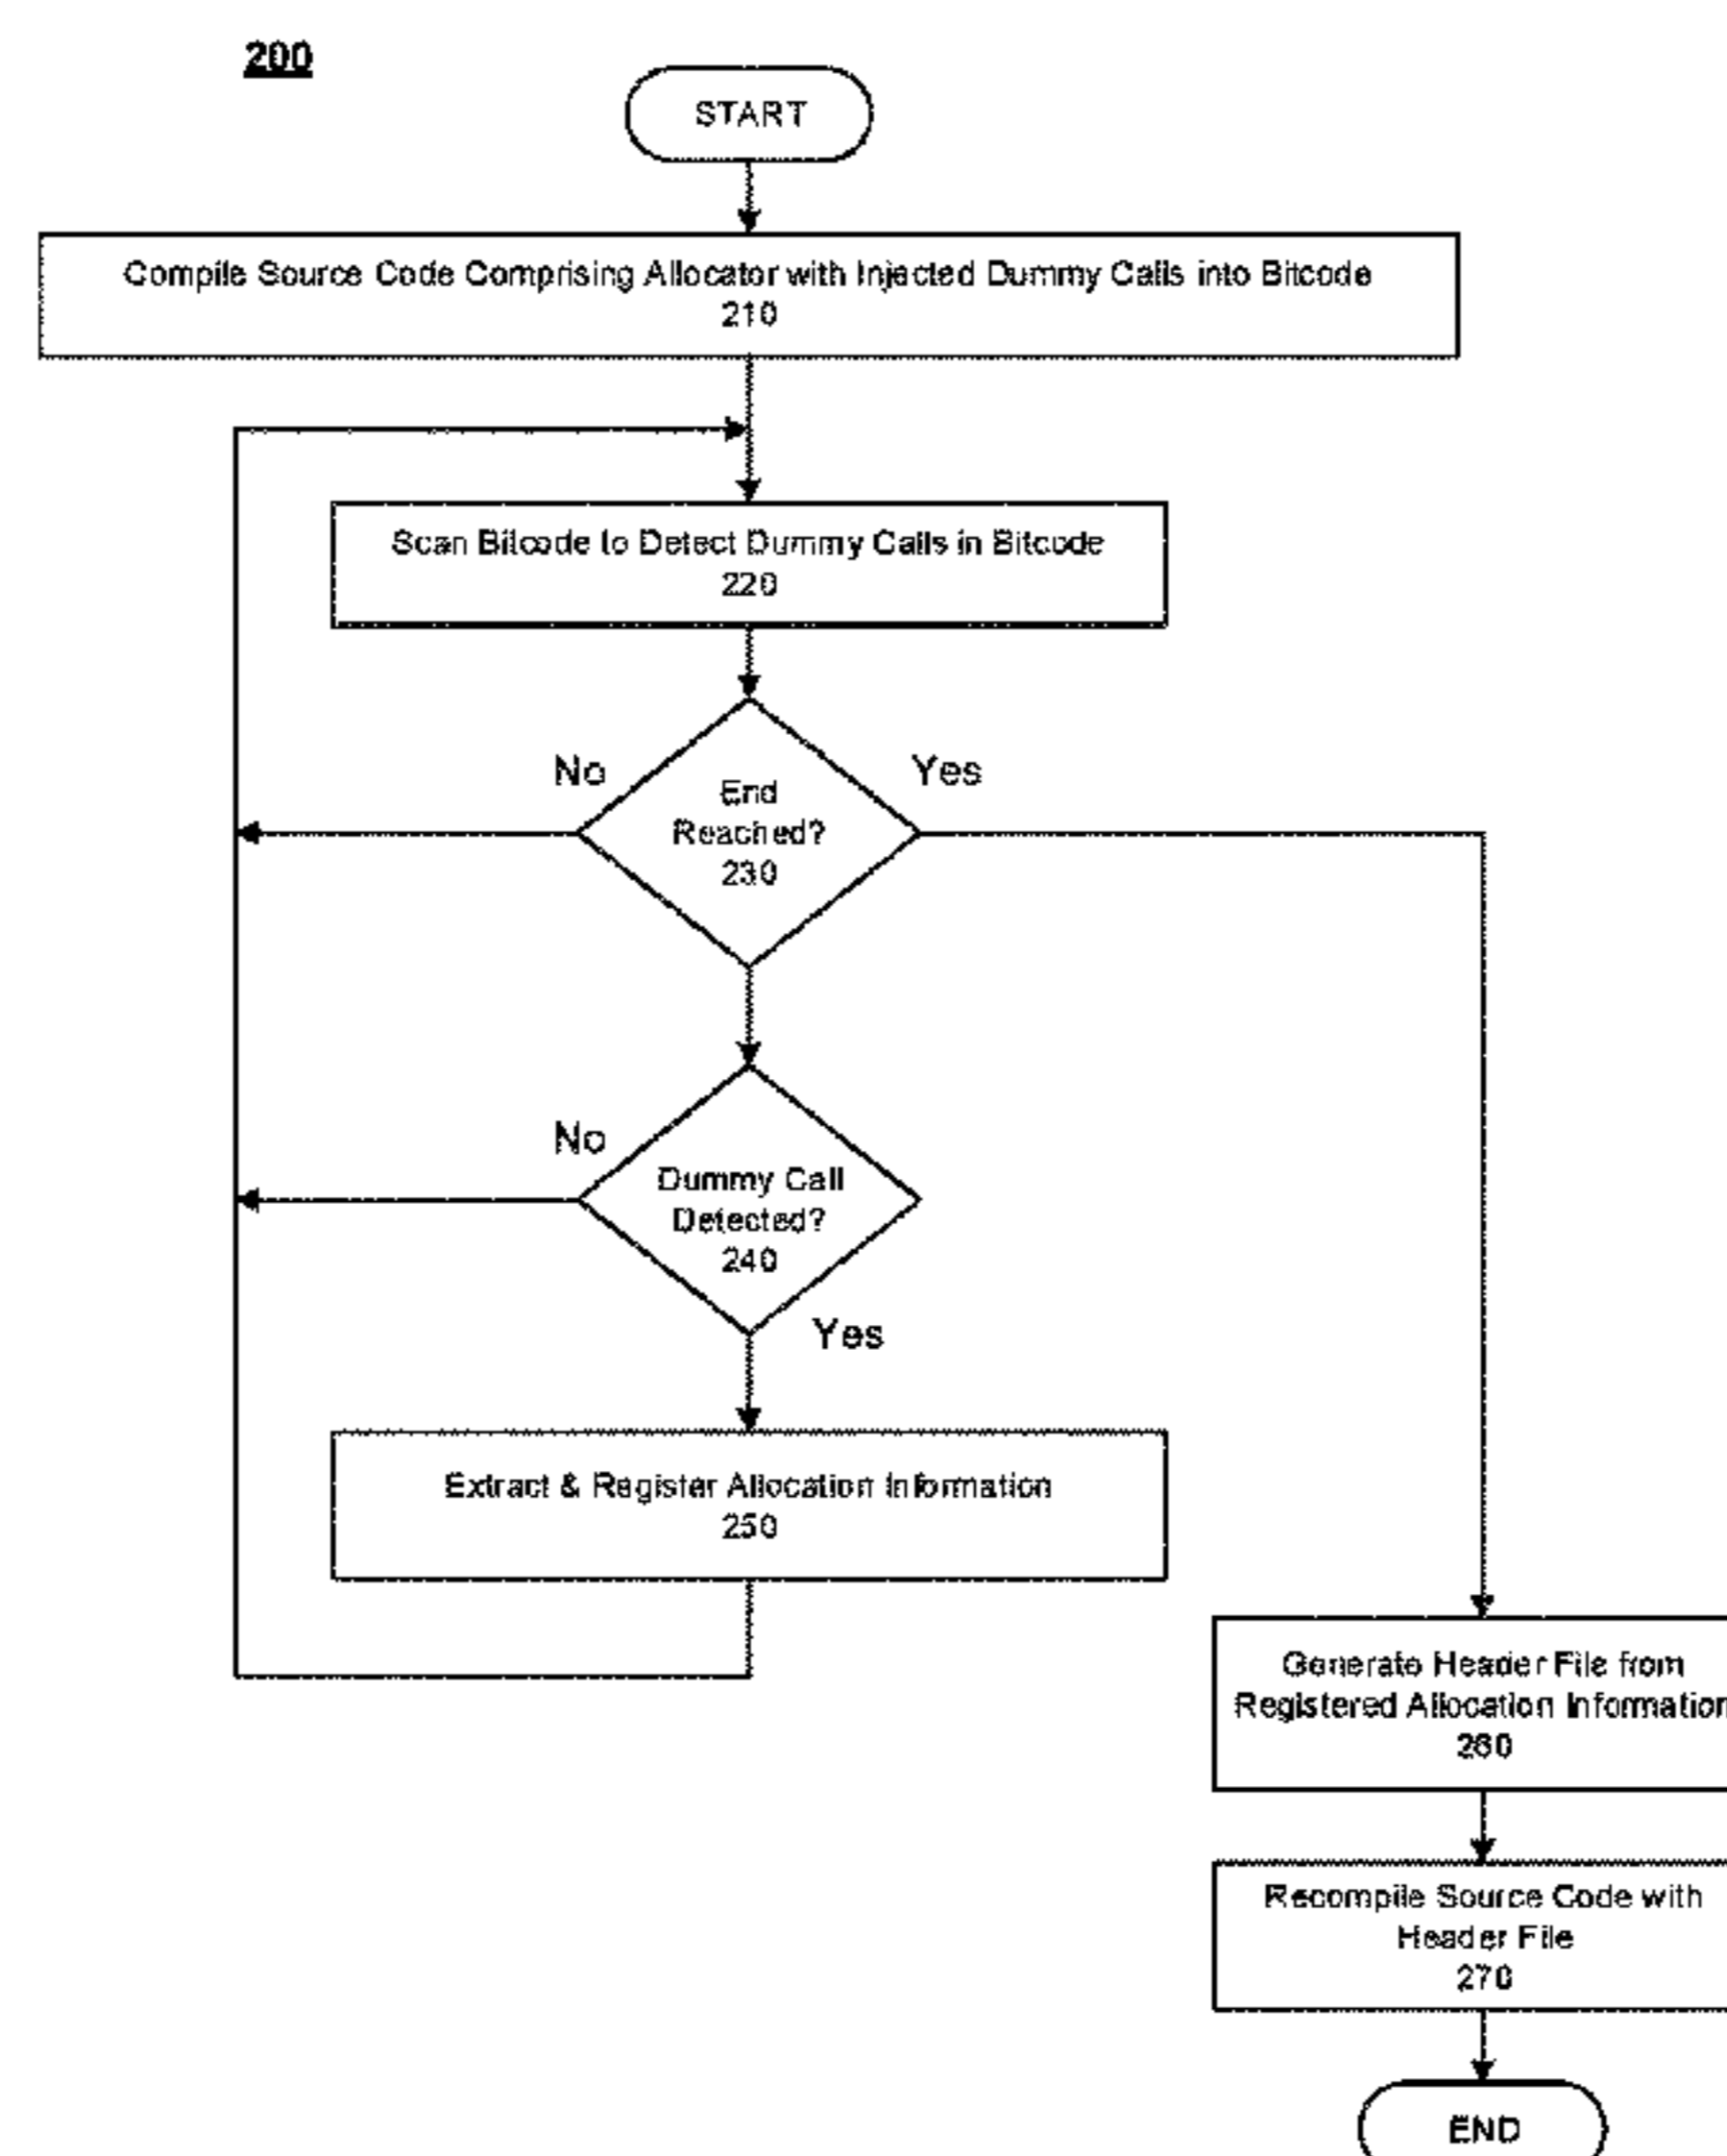 200
START
Compile Source Code Comprising Allocator with Injected Dummy Calls into Bitcode
210
Scan Bitcode to Detect Dummy Calls in Bitcode
220
No
Yes
End
Reached?
230
No
Dummy Call
Detected?
240
Yes
Extract & Register Allocation Information
250
Generate Header File from
Registered Allocation Information
260
Recompile Source Code with
Header File
270
END